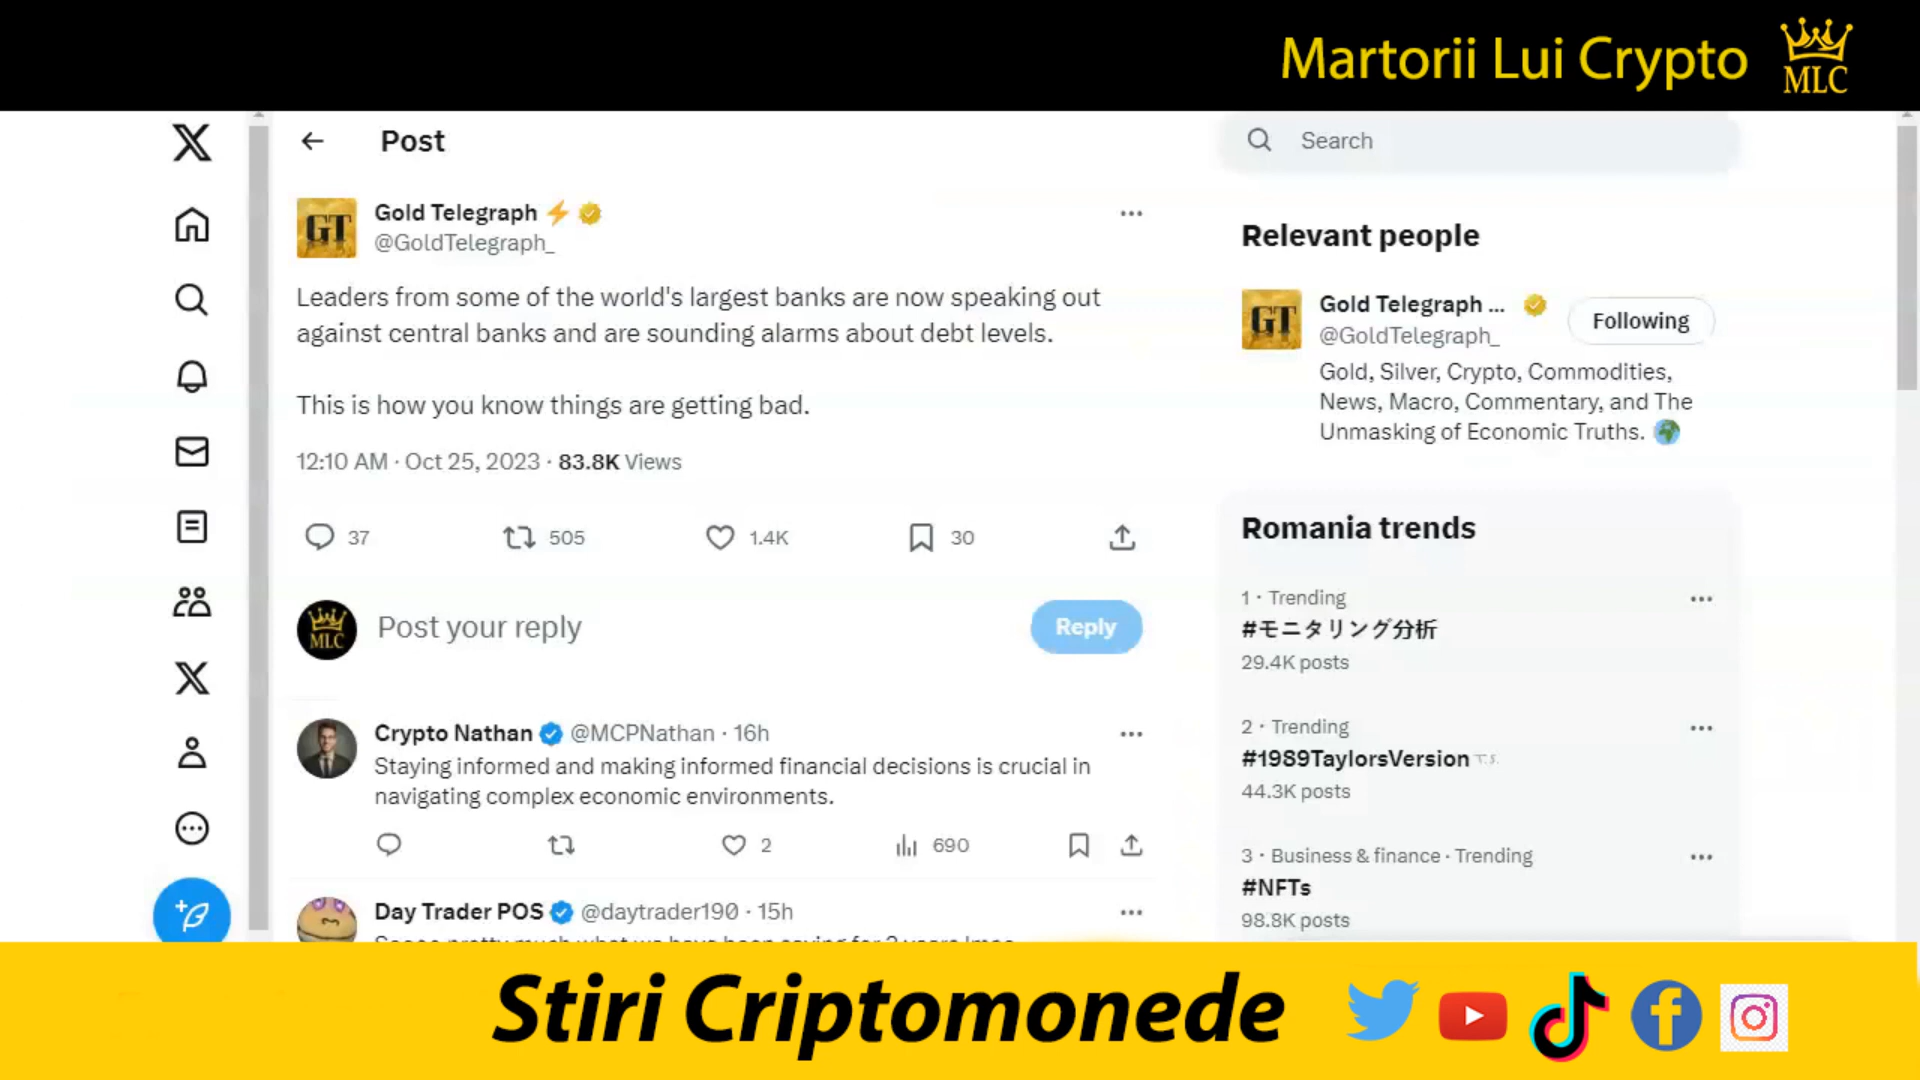 Martorii Lui Crypto
MLC
Post
Search
GT
Gold Telegraph ⚡
@GoldTelegraph_
Leaders from some of the world's largest banks are now speaking out
against central banks and are sounding alarms about debt levels.
This is how you know things are getting bad.
12:10 AM · Oct 25, 2023 · 83.8K Views
37
505
1.4K
30
MLC
Post your reply
Reply
Crypto Nathan @MCPNathan · 16h
Staying informed and making informed financial decisions is crucial in
navigating complex economic environments.
2
690
Day Trader POS @daytrader190 · 15h
Relevant people
GT
Gold Telegraph ...
@GoldTelegraph_
Following
Gold, Silver, Crypto, Commodities,
News, Macro, Commentary, and The
Unmasking of Economic Truths. 🌍
Romania trends
1 · Trending
#モニタリング分析
29.4K posts
2 · Trending
#1989TaylorsVersion
44.3K posts
3 · Business & finance · Trending
#NFTs
98.8K posts
Stiri Criptomonede